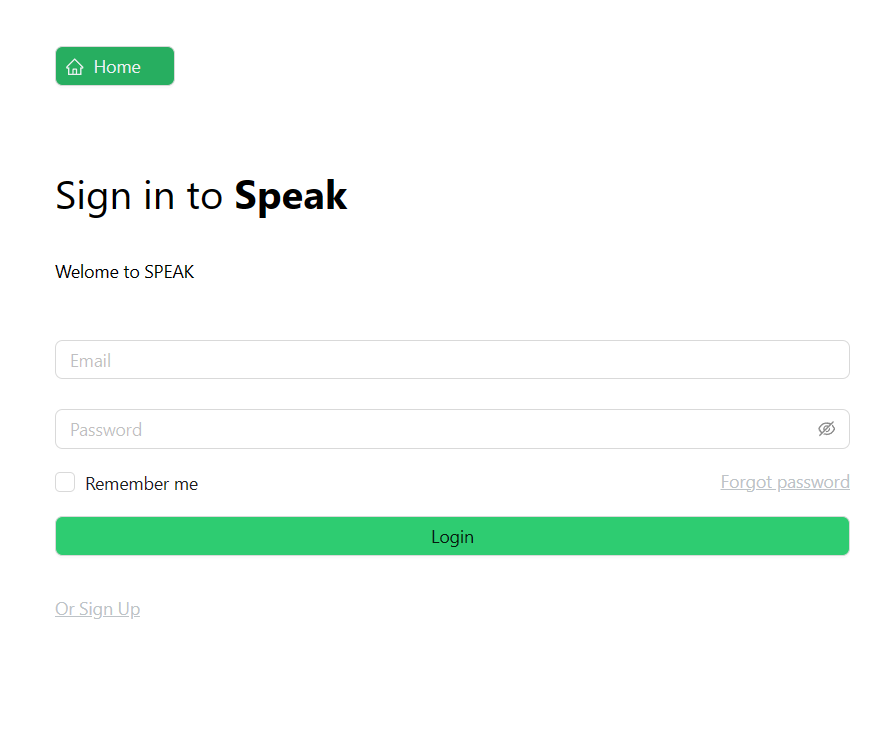 Home
Sign in to Speak
Welome to SPEAK
Email
Password
Remember me
Forgot password
Login
Or Sign Up